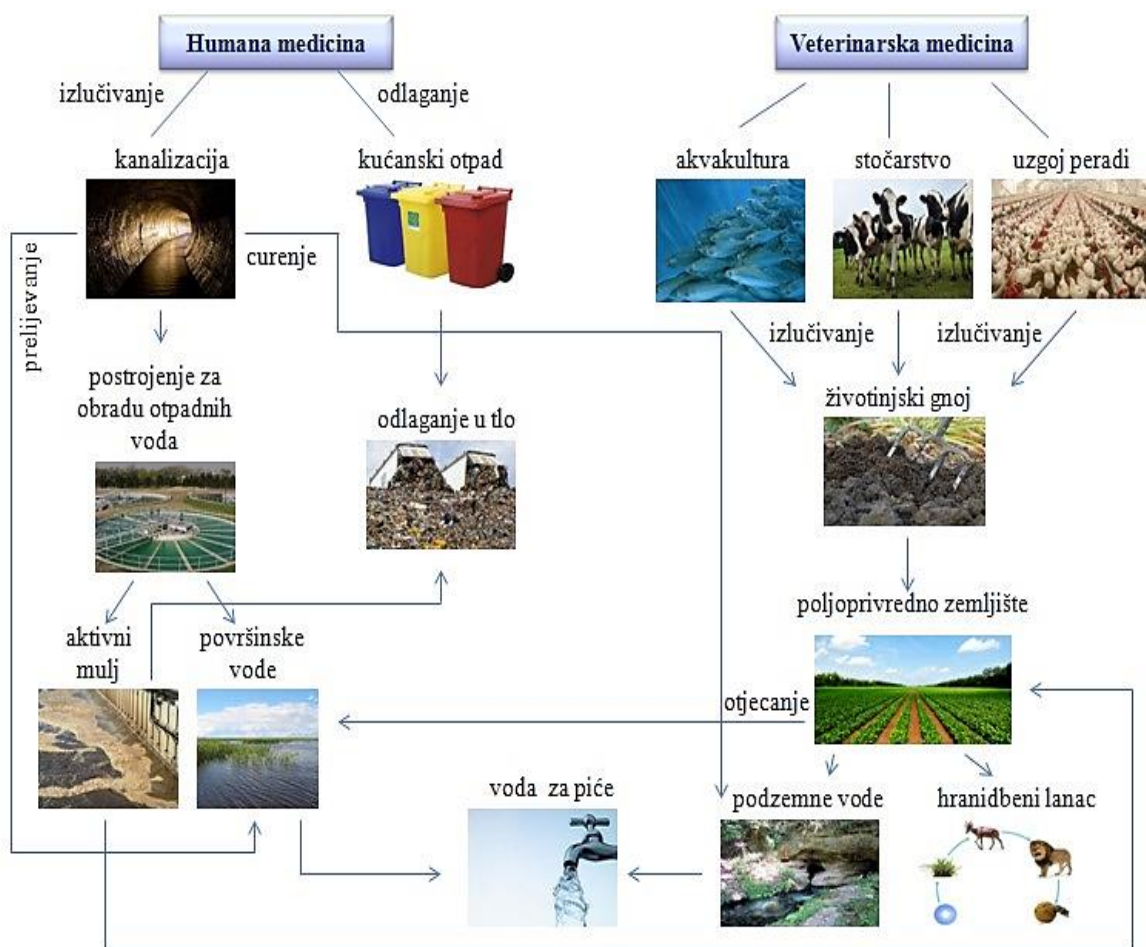 Humana medicina
Veterinarska medicina
izlučivanje
odlaganje
kanalizacija
kućanski otpad
akvakultura
stočarstvo
uzgoj peradi
prelijevanje
curenje
izlučivanje
izlučivanje
postrojenje za
obradu otpadnih
voda
odlaganje u tlo
životinjski gnoj
poljoprivredno zemljište
aktivni
mulj
površinske
vode
otjecanje
voda za piće
podzemne vode
hranidbeni lanac